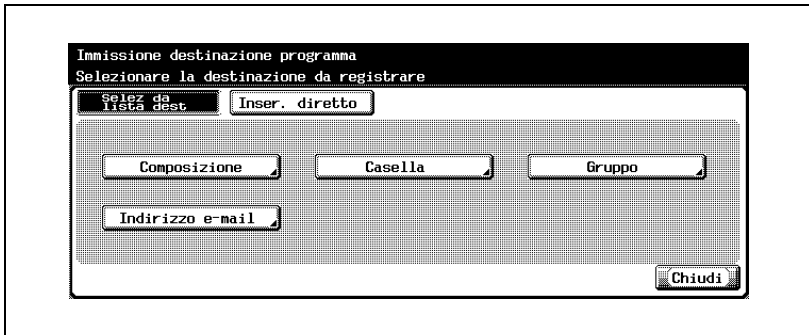 Immissione destinazione programma
Selezionare la destinazione da registrare
Selez da
lista dest
Inser. diretto
Composizione
Casella
Gruppo
Indirizzo e-mail
Chiudi